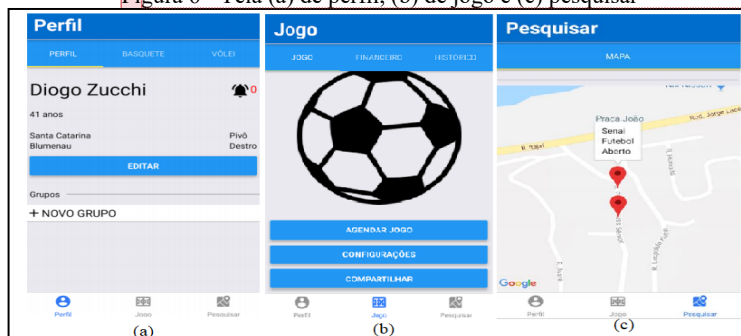 Figura 6 - Tela (a) de perfil, (b) de jogo e (c) pesquisar
Perfil
PERFIL BASQUETE VÔLEI
Diogo Zucchi 0
41 anos
Santa Catarina Pivô
Blumenau Destro
EDITAR
Grupos
+ NOVO GRUPO
Perfil Jogo Pesquisar
(a)
Jogo
JOGO FINANCEIRO HISTÓRICO
AGENDAR JOGO
CONFIGURAÇÕES
COMPARTILHAR
Perfil Jogo Pesquisar
(b)
Pesquisar
MAPA
Praca João
Senai
Futebol
Aberto
R. Itajaí
Google
Perfil Jogo Pesquisar
(c)